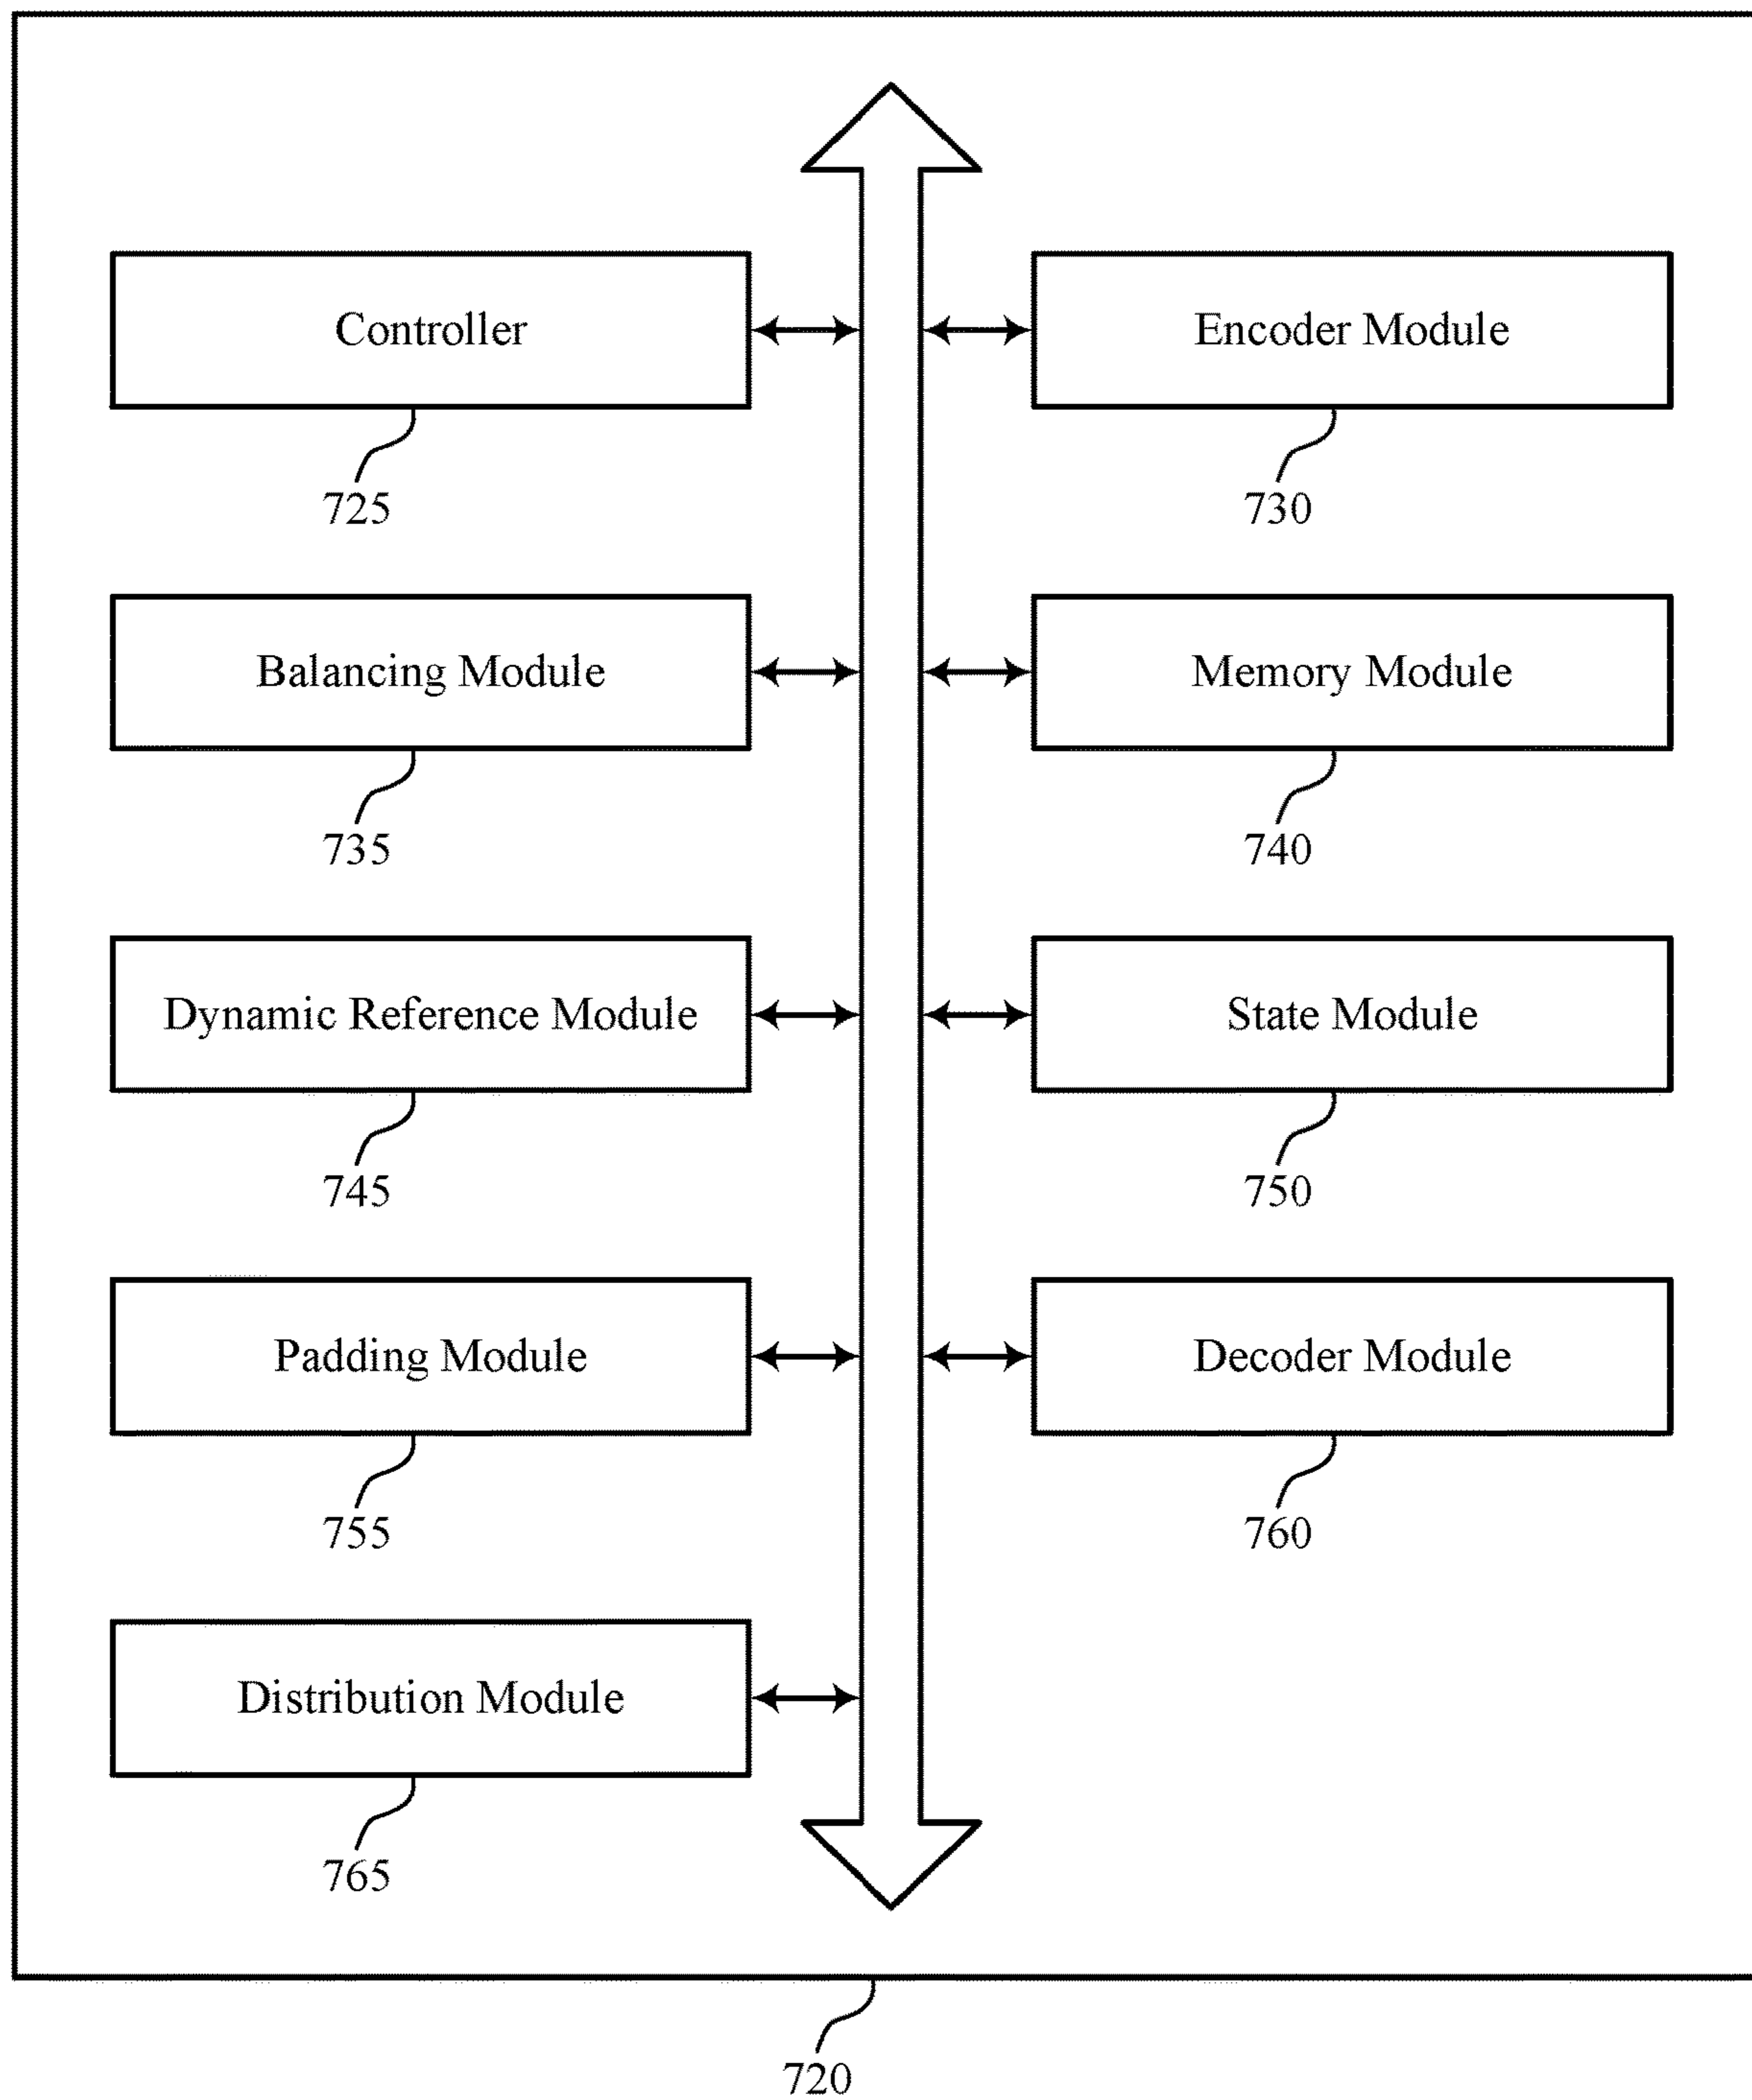 Controller
Encoder Module
725
730
Balancing Module
Memory Module
735
740
Dynamic Reference Module
State Module
745
750
Padding Module
Decoder Module
755
760
Distribution Module
765
720